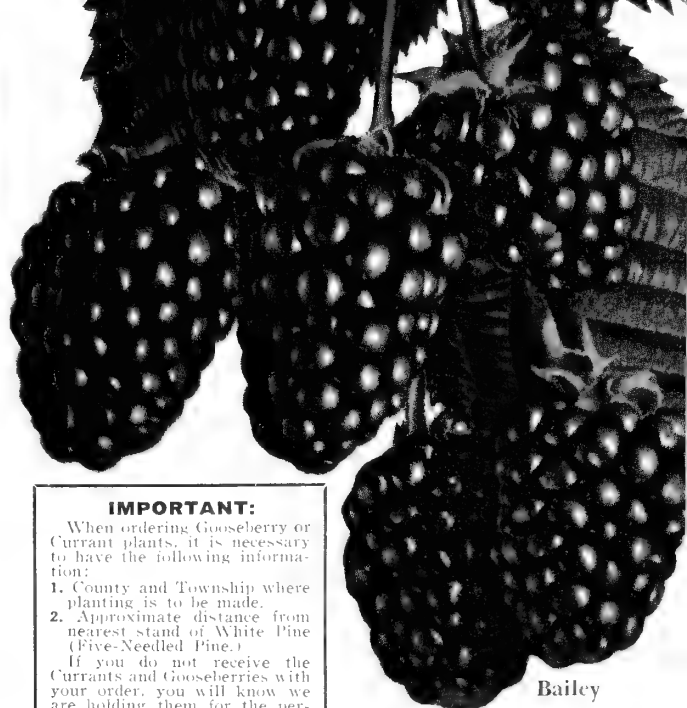 IMPORTANT:
When ordering Gooseberry or
Currant plants, it is necessary
to have the following informa-
tion:
1. County and Township where
planting is to be made.
2. Approximate distance from
nearest stand of White Pine
(Five-Needled Pine.)
If you do not receive the
Currants and Gooseberries with
your order, you will know we
are holding them for the per-
Bailey